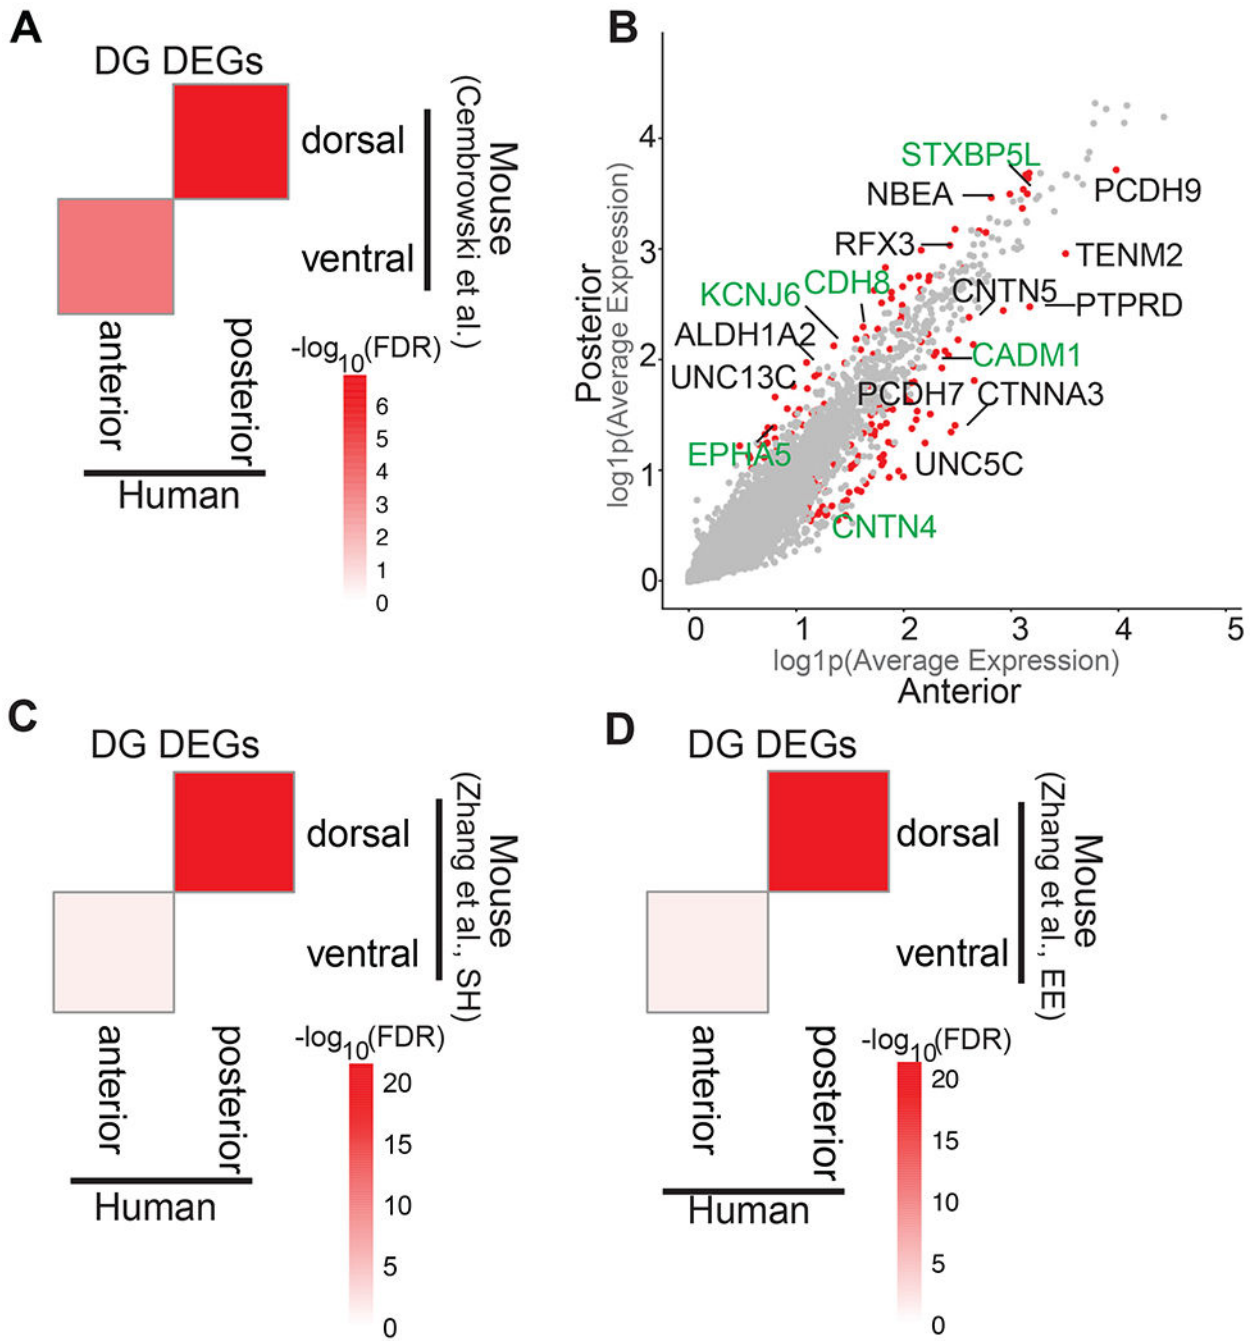 A
DG DEGs
dorsal
ventral
Mouse
(Cembrowski et al.)
anterior
posterior
Human
-log10(FDR)
6
5
4
3
2
1
0
B
Posterior
log1p(Average Expression)
4
3
2
1
0
STXBP5L
NBEA
PCDH9
RFX3
TENM2
KCNJ6
CDH8
CNTN5
PTPRD
ALDH1A2
CADM1
UNC13C
PCDH7
CTNNA3
EPHA5
UNC5C
CNTN4
0
1
2
3
4
5
log1p(Average Expression)
Anterior
C
DG DEGs
dorsal
ventral
Mouse
(Zhang et al., SH)
anterior
posterior
Human
-log10(FDR)
20
15
10
5
0
D
DG DEGs
dorsal
ventral
Mouse
(Zhang et al., EE)
anterior
posterior
Human
-log10(FDR)
20
15
10
5
0